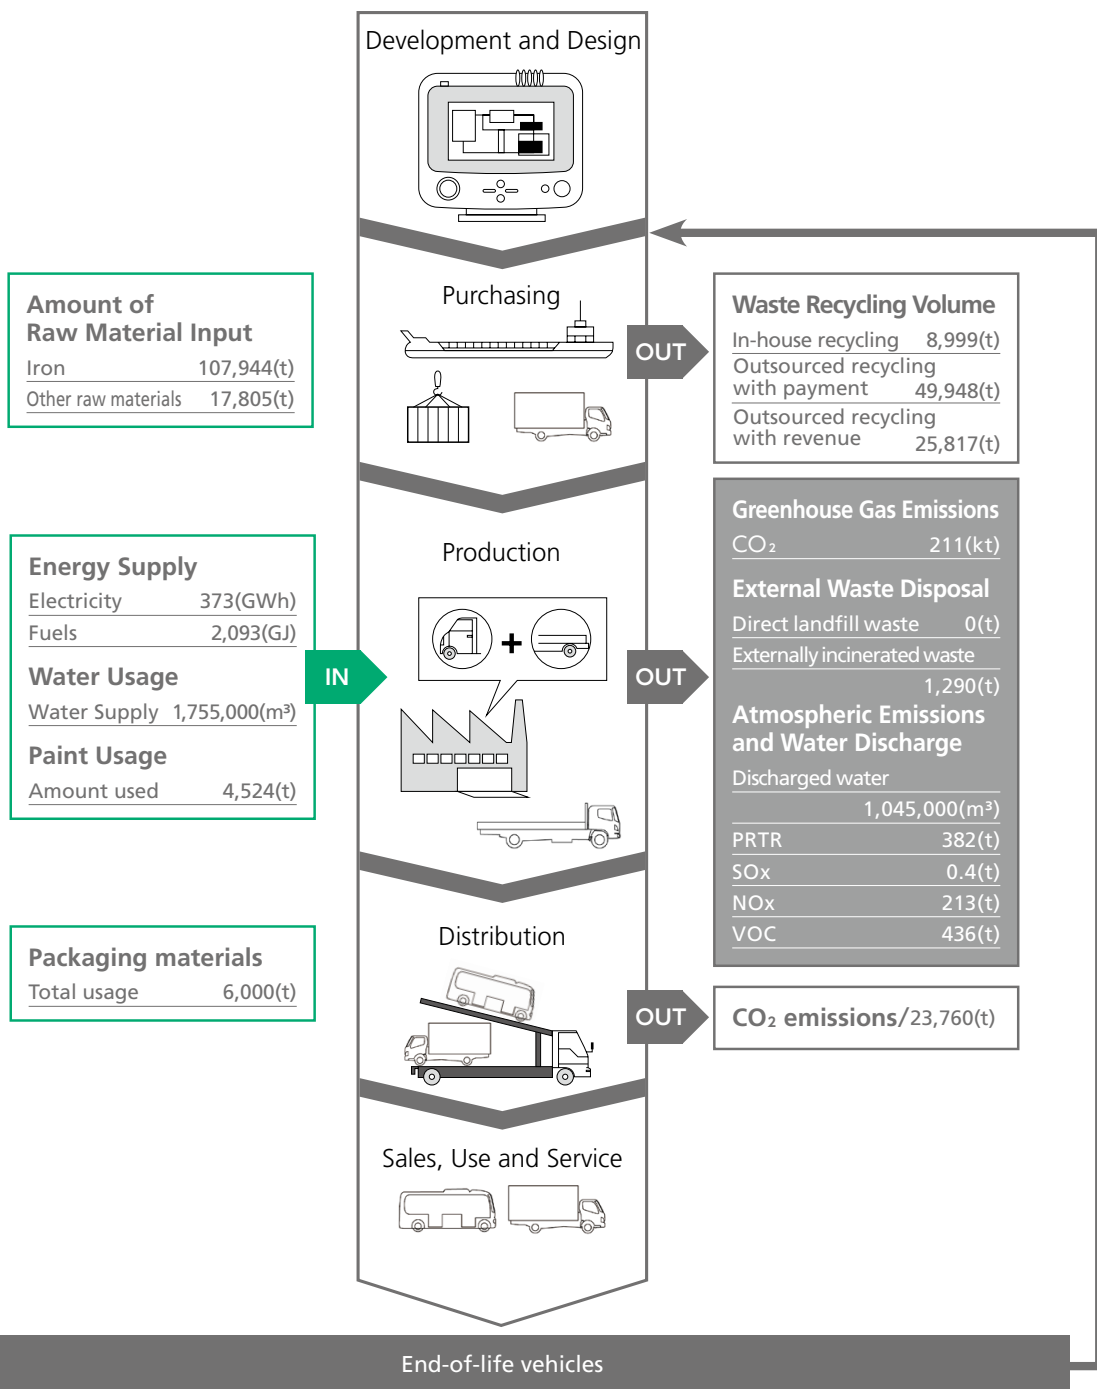 Development and Design
Purchasing
Amount of
Raw Material Input
Iron 107,944(t)
Other raw materials 17,805(t)
OUT
Waste Recycling Volume
In-house recycling 8,999(t)
Outsourced recycling
with payment 49,948(t)
Outsourced recycling
with revenue 25,817(t)
Production
Energy Supply
Electricity 373(GWh)
Fuels 2,093(GJ)
Water Usage
Water Supply 1,755,000(m³)
Paint Usage
Amount used 4,524(t)
IN
OUT
Greenhouse Gas Emissions
CO₂ 211(kt)
External Waste Disposal
Direct landfill waste 0(t)
Externally incinerated waste
1,290(t)
Atmospheric Emissions
and Water Discharge
Discharged water
1,045,000(m³)
PRTR 382(t)
SOx 0.4(t)
NOx 213(t)
VOC 436(t)
Distribution
Packaging materials
Total usage 6,000(t)
OUT
CO₂ emissions/23,760(t)
Sales, Use and Service
End-of-life vehicles